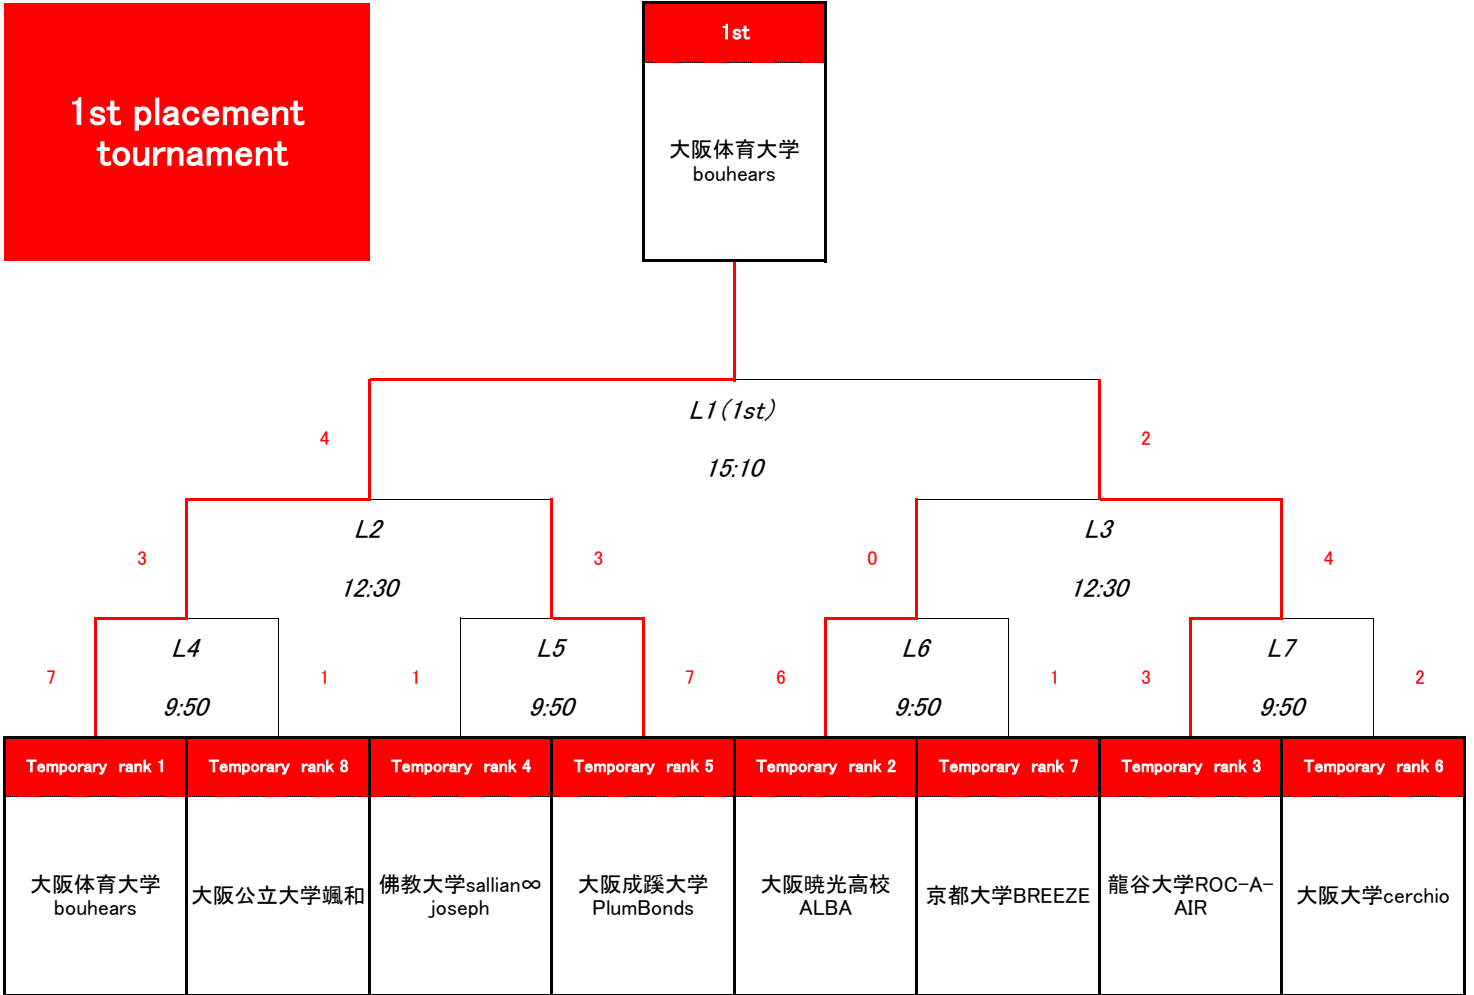 1st placement
tournament
1st
大阪体育大学
bouhears
L1(1st)
4
2
15:10
L2
L3
3
3
0
4
12:30
12:30
L4
L5
L6
L7
7
1
1
7
6
1
3
2
9:50
9:50
9:50
9:50
Temporary rank 1
Temporary rank 8
Temporary rank 4
Temporary rank 5
Temporary rank 2
Temporary rank 7
Temporary rank 3
Temporary rank 6
大阪体育大学
bouhears
大阪公立大学颯和
佛教大学sallian∞
joseph
大阪成蹊大学
PlumBonds
大阪暁光高校
ALBA
京都大学BREEZE
龍谷大学ROC-A-
AIR
大阪大学cerchio